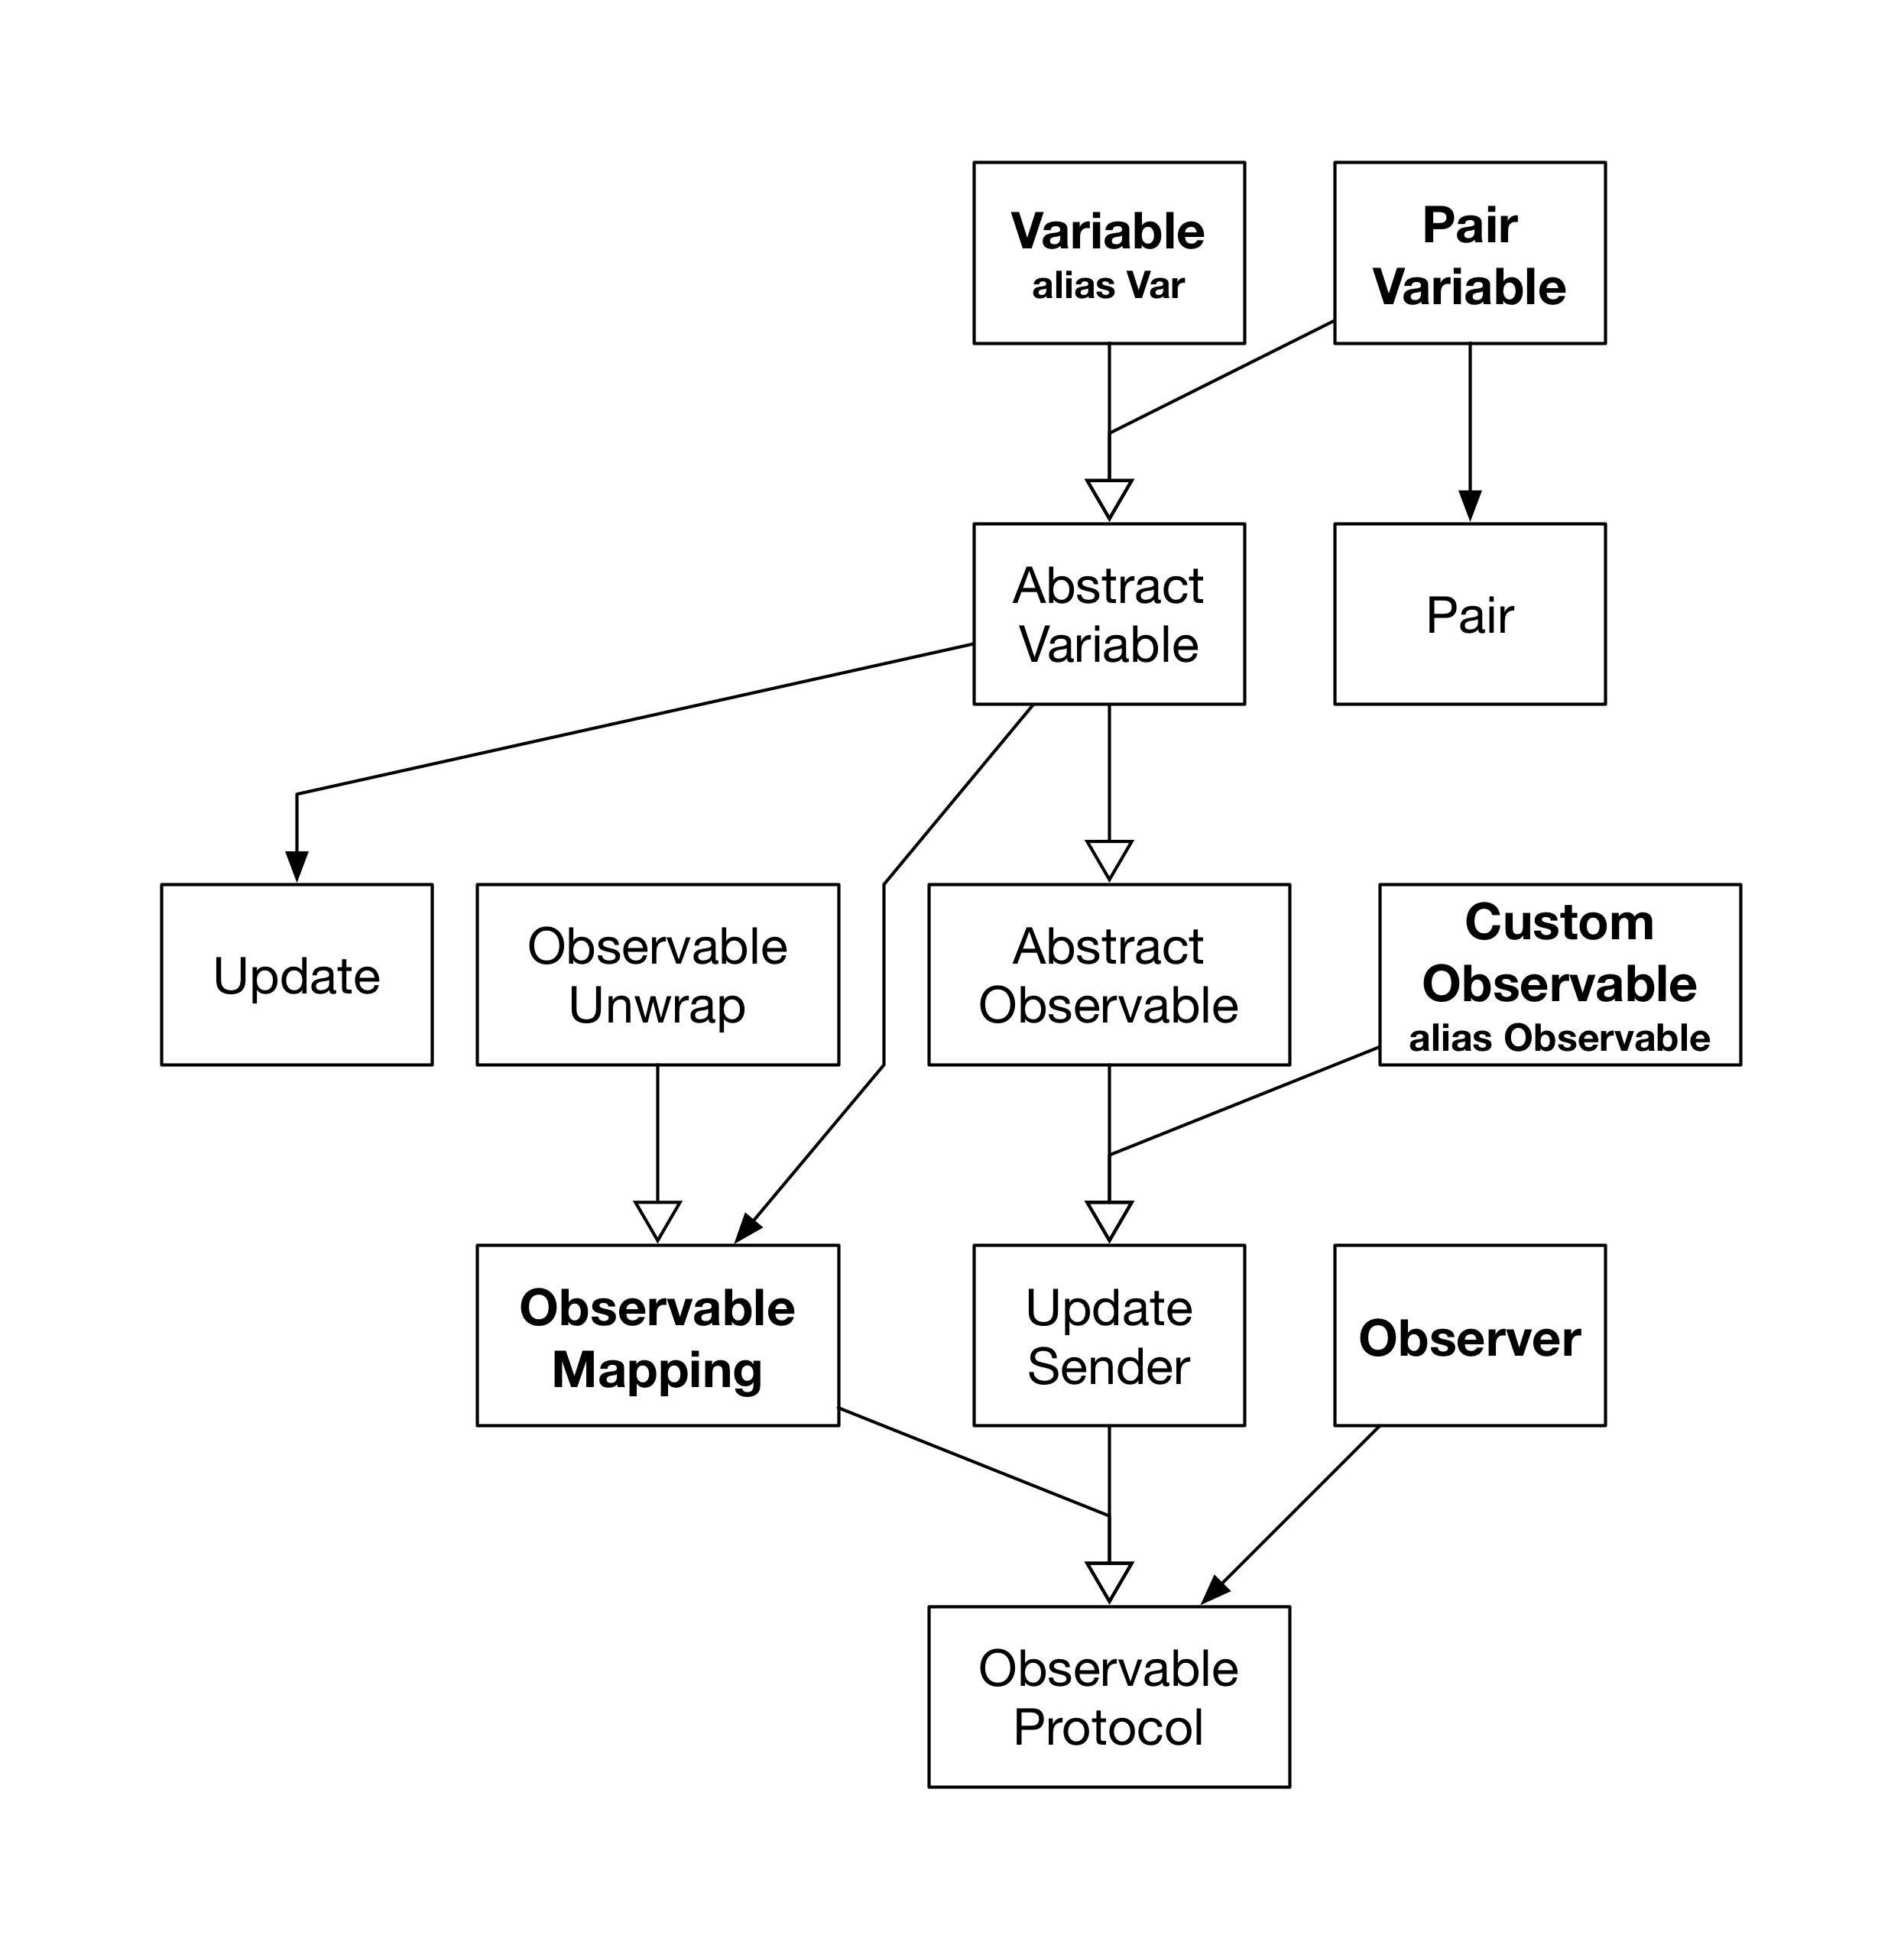 Variable
alias Var
Pair
Variable
Abstract
Variable
Pair
Update
Observable
Unwrap
Abstract
Observable
Custom
Observable
alias Observable
Observable
Mapping
Update
Sender
Observer
Observable
Protocol